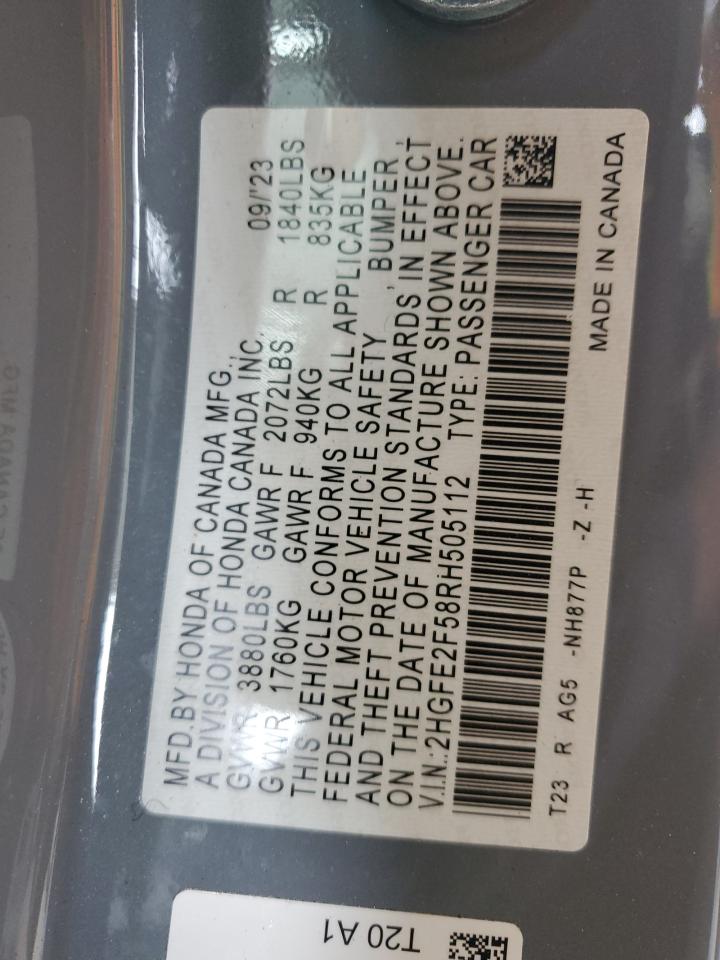 MFD.BY HONDA OF CANADA MFG.,
A DIVISION OF HONDA CANADA INC. 09/'23
GVWR 3880LBS GAWR F 2072LBS R 1840LBS
GVWR 1760KG GAWR F 940KG R 835KG
THIS VEHICLE CONFORMS TO ALL APPLICABLE
FEDERAL MOTOR VEHICLE SAFETY , BUMPER ,
AND THEFT PREVENTION STANDARDS IN EFFECT
ON THE DATE OF MANUFACTURE SHOWN ABOVE.
V.I.N.:2HGFE2F58RH505112 TYPE: PASSENGER CAR
T23 R AG5 -NH877P -Z -H
MADE IN CANADA
T20 A1